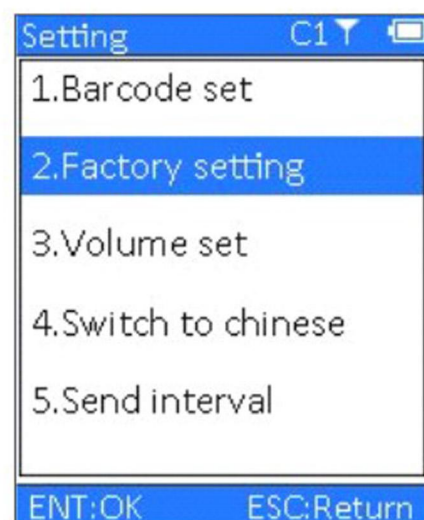 Setting C1
1.Barcode set
2.Factory setting
3.Volume set
4.Switch to chinese
5.Send interval
ENT:OK ESC:Return